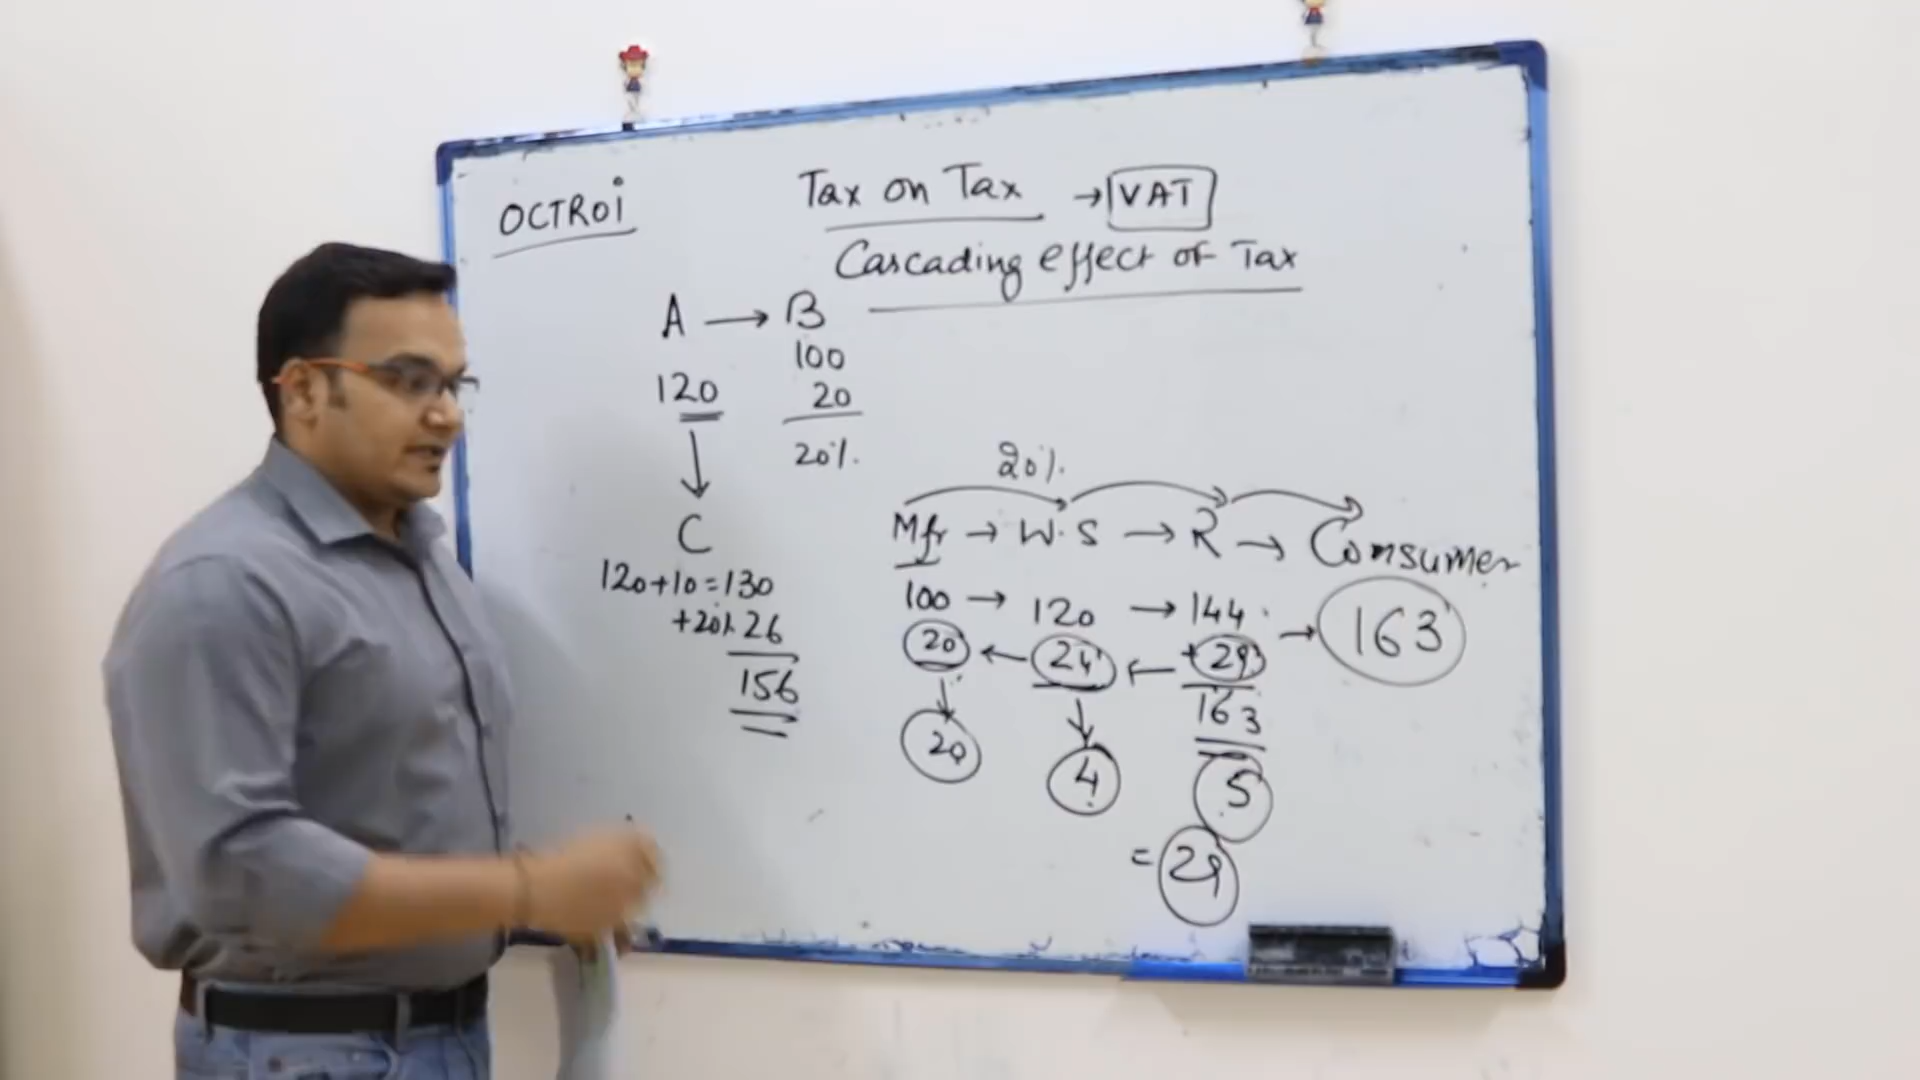 OCTROi
Tax on Tax → VAT
Cascading effect of Tax
A → B
100
120
20
20%.
C
120+10=130
+20%. 26
156
20%.
Mfr → W.S → R → Consumer
100 → 120 → 144 → 163
20 ← 24 ← +29
163
20
4
5
= 29